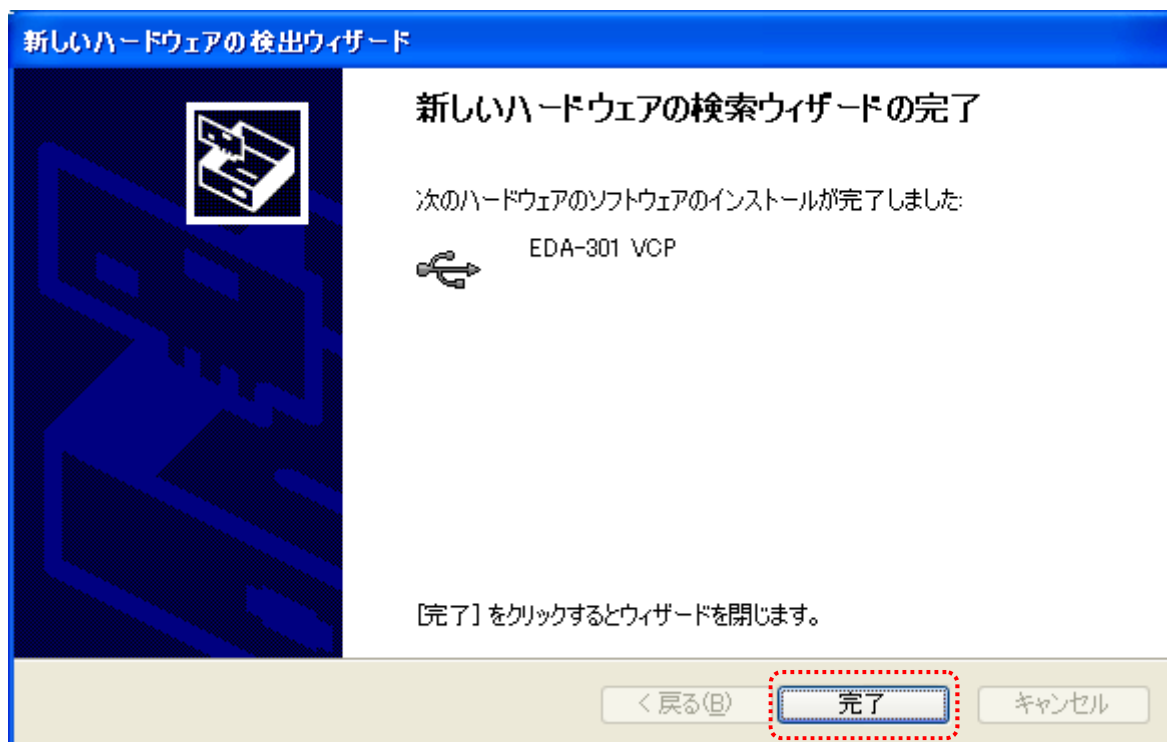 新しいハードウェアの検出ウィザード
新しいハードウェアの検索ウィザードの完了
次のハードウェアのソフトウェアのインストールが完了しました:
EDA-301 VCP
[完了] をクリックするとウィザードを閉じます。
< 戻る(B)
完了
キャンセル